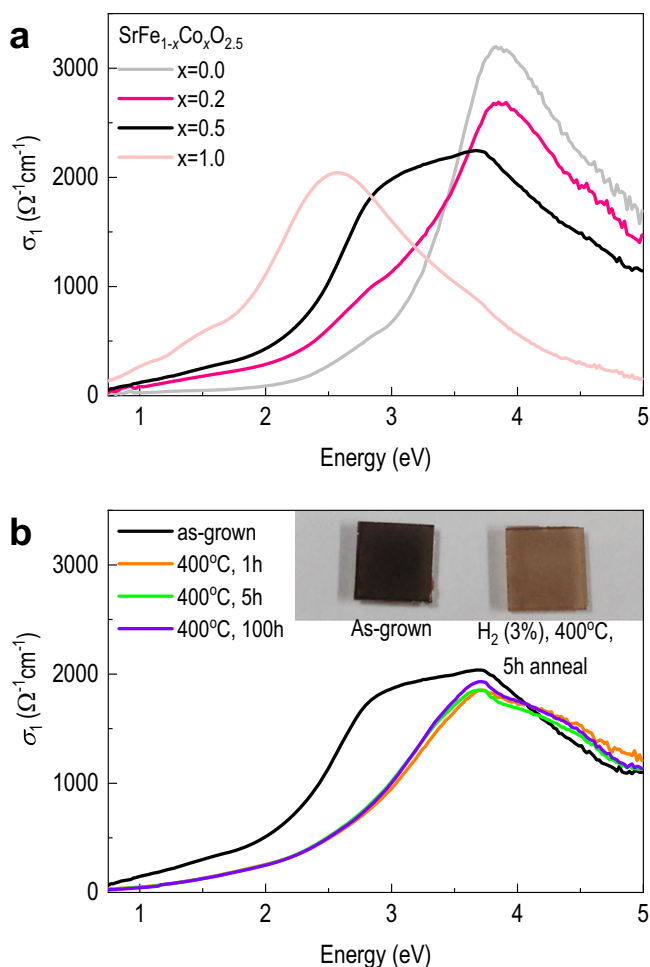 a
SrFe1-xCoxO2.5
x=0.0
x=0.2
x=0.5
x=1.0
3000
2000
1000
0
σ1 (Ω-1cm-1)
1 2 3 4 5
Energy (eV)
b
as-grown
400oC, 1h
400oC, 5h
400oC, 100h
As-grown
H2 (3%), 400oC,
5h anneal
3000
2000
1000
0
σ1 (Ω-1cm-1)
1 2 3 4 5
Energy (eV)